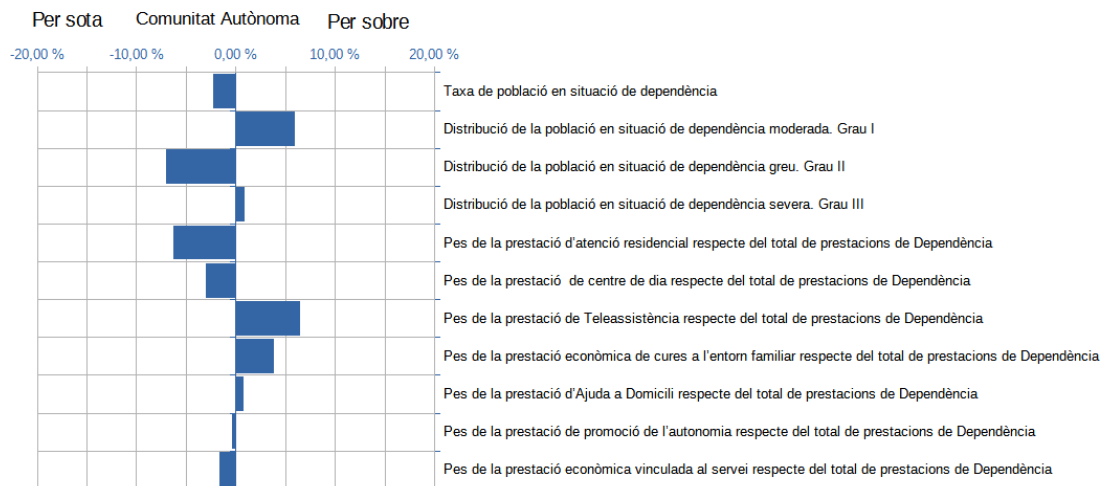 Per sota Comunitat Autònoma Per sobre
-20,00 % -10,00 % 0,00 % 10,00 % 20,00 %
Taxa de població en situació de dependència
Distribució de la població en situació de dependència moderada. Grau I
Distribució de la població en situació de dependència greu. Grau II
Distribució de la població en situació de dependència severa. Grau III
Pes de la prestació d’atenció residencial respecte del total de prestacions de Dependència
Pes de la prestació  de centre de dia respecte del total de prestacions de Dependència
Pes de la prestació de Teleassistència respecte del total de prestacions de Dependència
Pes de la prestació econòmica de cures a l’entorn familiar respecte del total de prestacions de Dependència
Pes de la prestació d’Ajuda a Domicili respecte del total de prestacions de Dependència
Pes de la prestació de promoció de l’autonomia respecte del total de prestacions de Dependència
Pes de la prestació econòmica vinculada al servei respecte del total de prestacions de Dependència